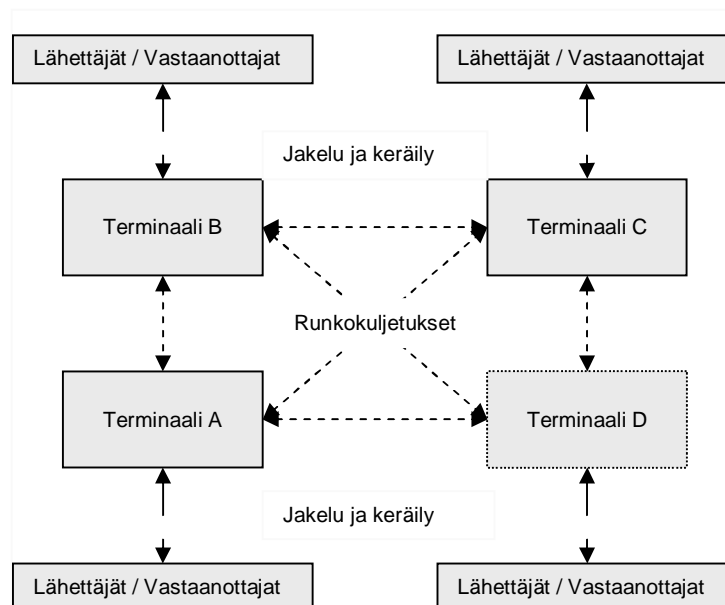 Lähettäjät / Vastaanottajat
Lähettäjät / Vastaanottajat
Jakelu ja keräily
Terminaali B
Terminaali C
Runkokuljetukset
Terminaali A
Terminaali D
Jakelu ja keräily
Lähettäjät / Vastaanottajat
Lähettäjät / Vastaanottajat